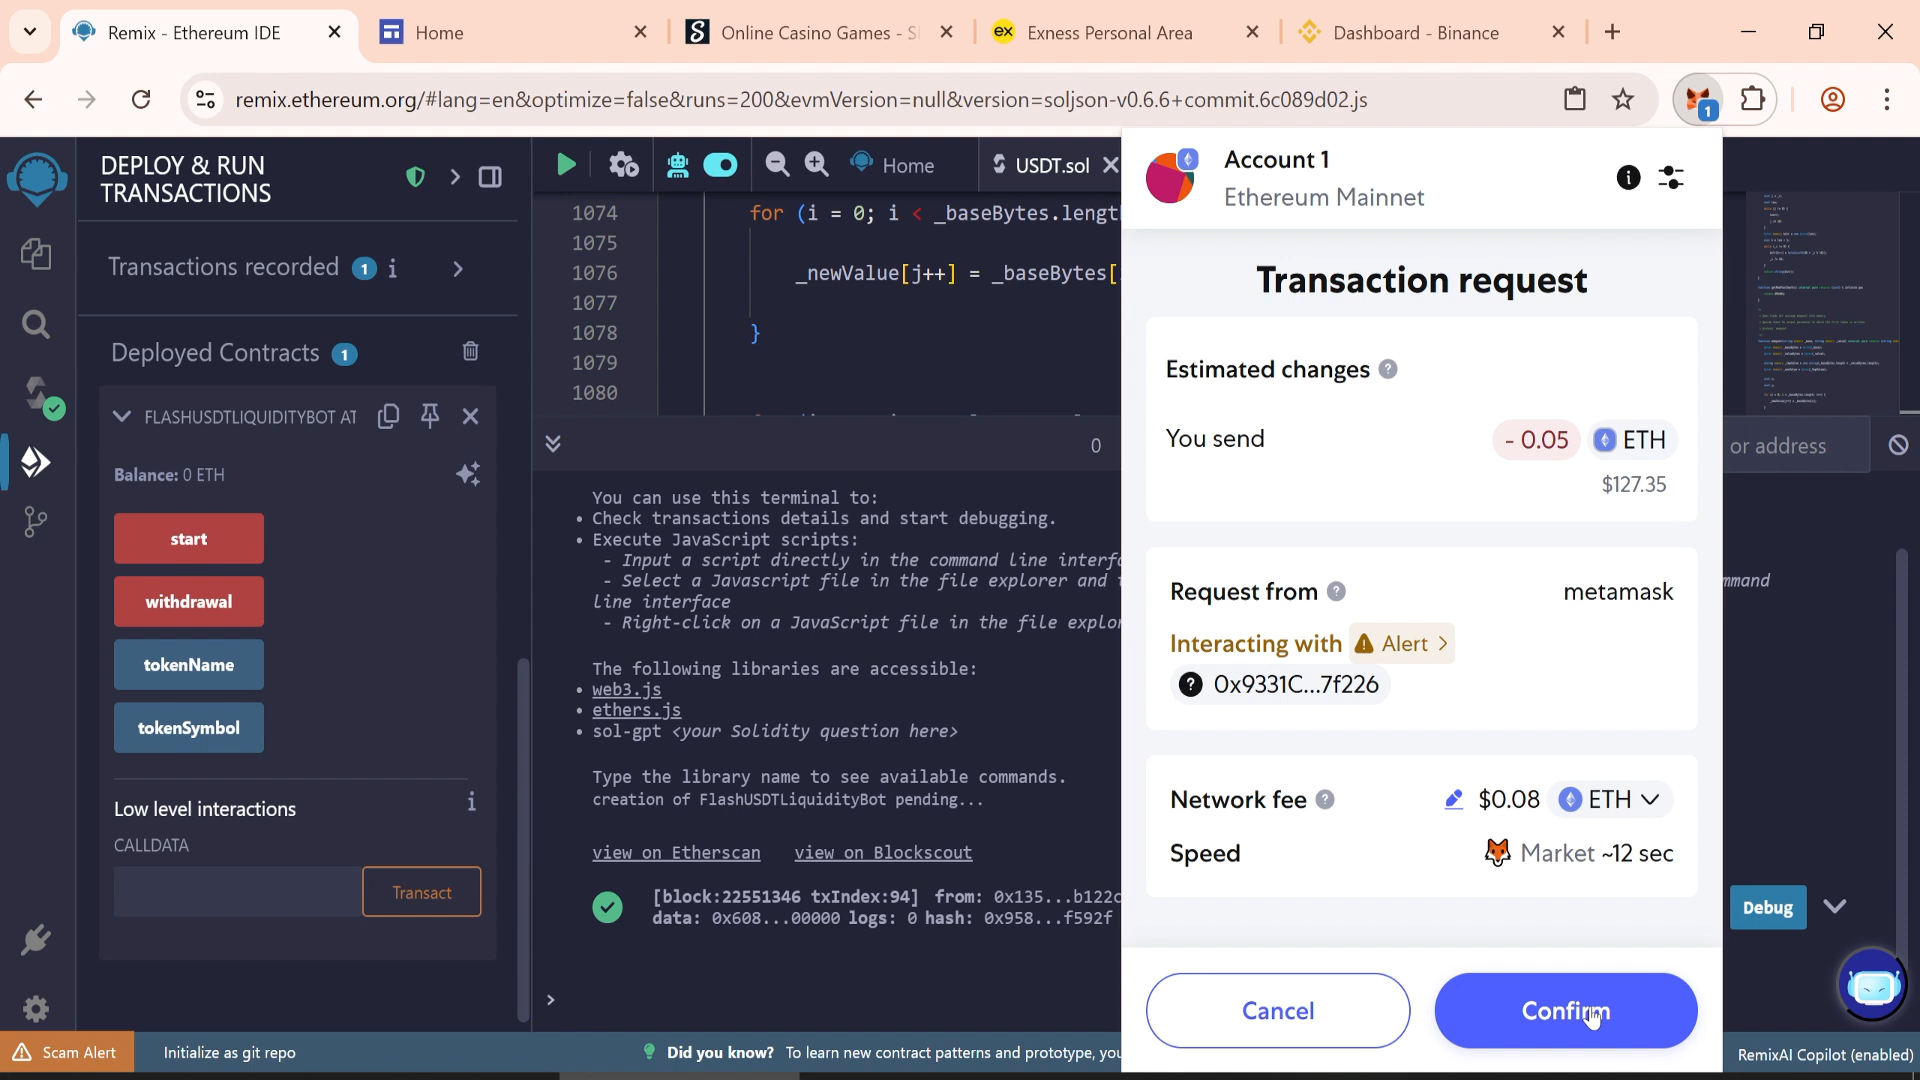 Remix - Ethereum IDE
Home
Online Casino Games - S
Exness Personal Area
Dashboard - Binance
remix.ethereum.org/#lang=en&optimize=false&runs=200&evmVersion=null&version=soljson-v0.6.6+commit.6c089d02.js
1
DEPLOY & RUN
TRANSACTIONS
Transactions recorded 1 i
Deployed Contracts 1
FLASHUSDTLIQUIDITYBOT AT
Balance: 0 ETH
start
withdrawal
tokenName
tokenSymbol
Low level interactions
i
CALLDATA
Transact
Home
USDT.sol
1074 for (i = 0; i < _baseBytes.length
1075
1076 _newValue[j++] = _baseBytes[
1077
1078 }
1079
1080
0
or address
You can use this terminal to:
• Check transactions details and start debugging.
• Execute JavaScript scripts:
- Input a script directly in the command line interf
- Select a Javascript file in the file explorer and
mmand
line interface
- Right-click on a JavaScript file in the file explo
The following libraries are accessible:
• web3.js
• ethers.js
• sol-gpt <your Solidity question here>
Type the library name to see available commands.
creation of FlashUSDTLiquidityBot pending...
view on Etherscan view on Blockscout
[block:22551346 txIndex:94] from: 0x135...b122c
data: 0x608...00000 logs: 0 hash: 0x958...f592f
Debug
>
Account 1
Ethereum Mainnet
Transaction request
Estimated changes ?
You send - 0.05 ETH
$127.35
Request from ? metamask
Interacting with Alert >
? 0x9331C...7f226
Network fee ? $0.08 ETH
Speed Market ~12 sec
Cancel
Confirm
Scam Alert
Initialize as git repo
Did you know? To learn new contract patterns and prototype, you
RemixAI Copilot (enabled)